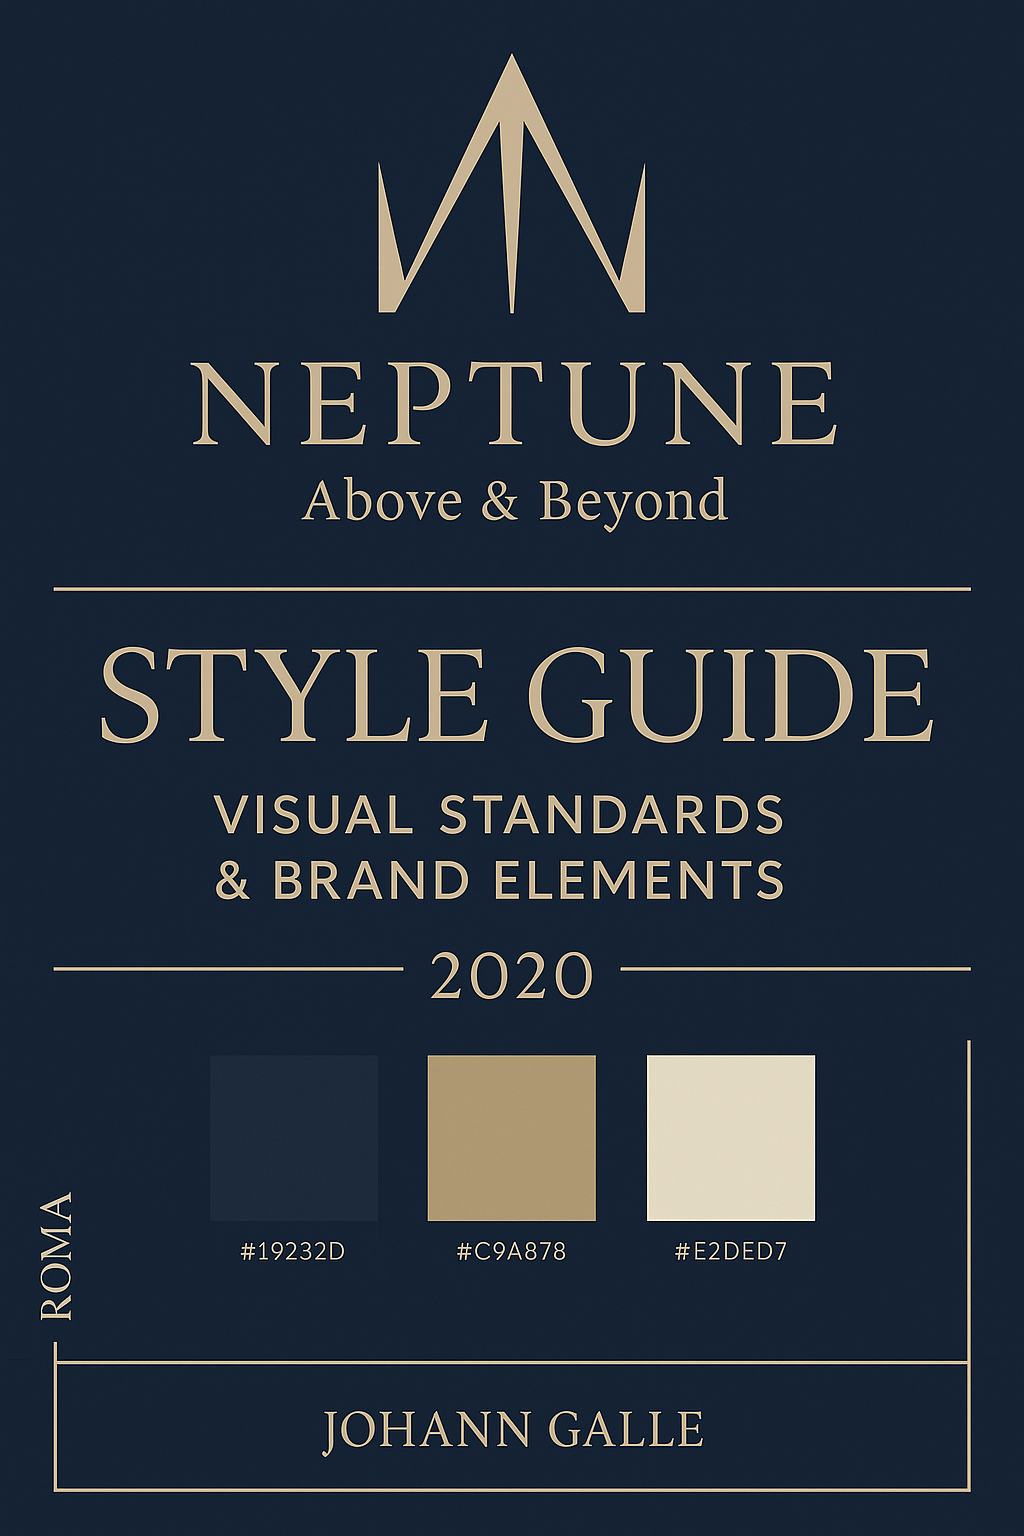 NEPTUNE
Above & Beyond
STYLE GUIDE
VISUAL STANDARDS
& BRAND ELEMENTS
2020
#19232D
#C9A878
#E2DED7
ROMA
JOHANN GALLE